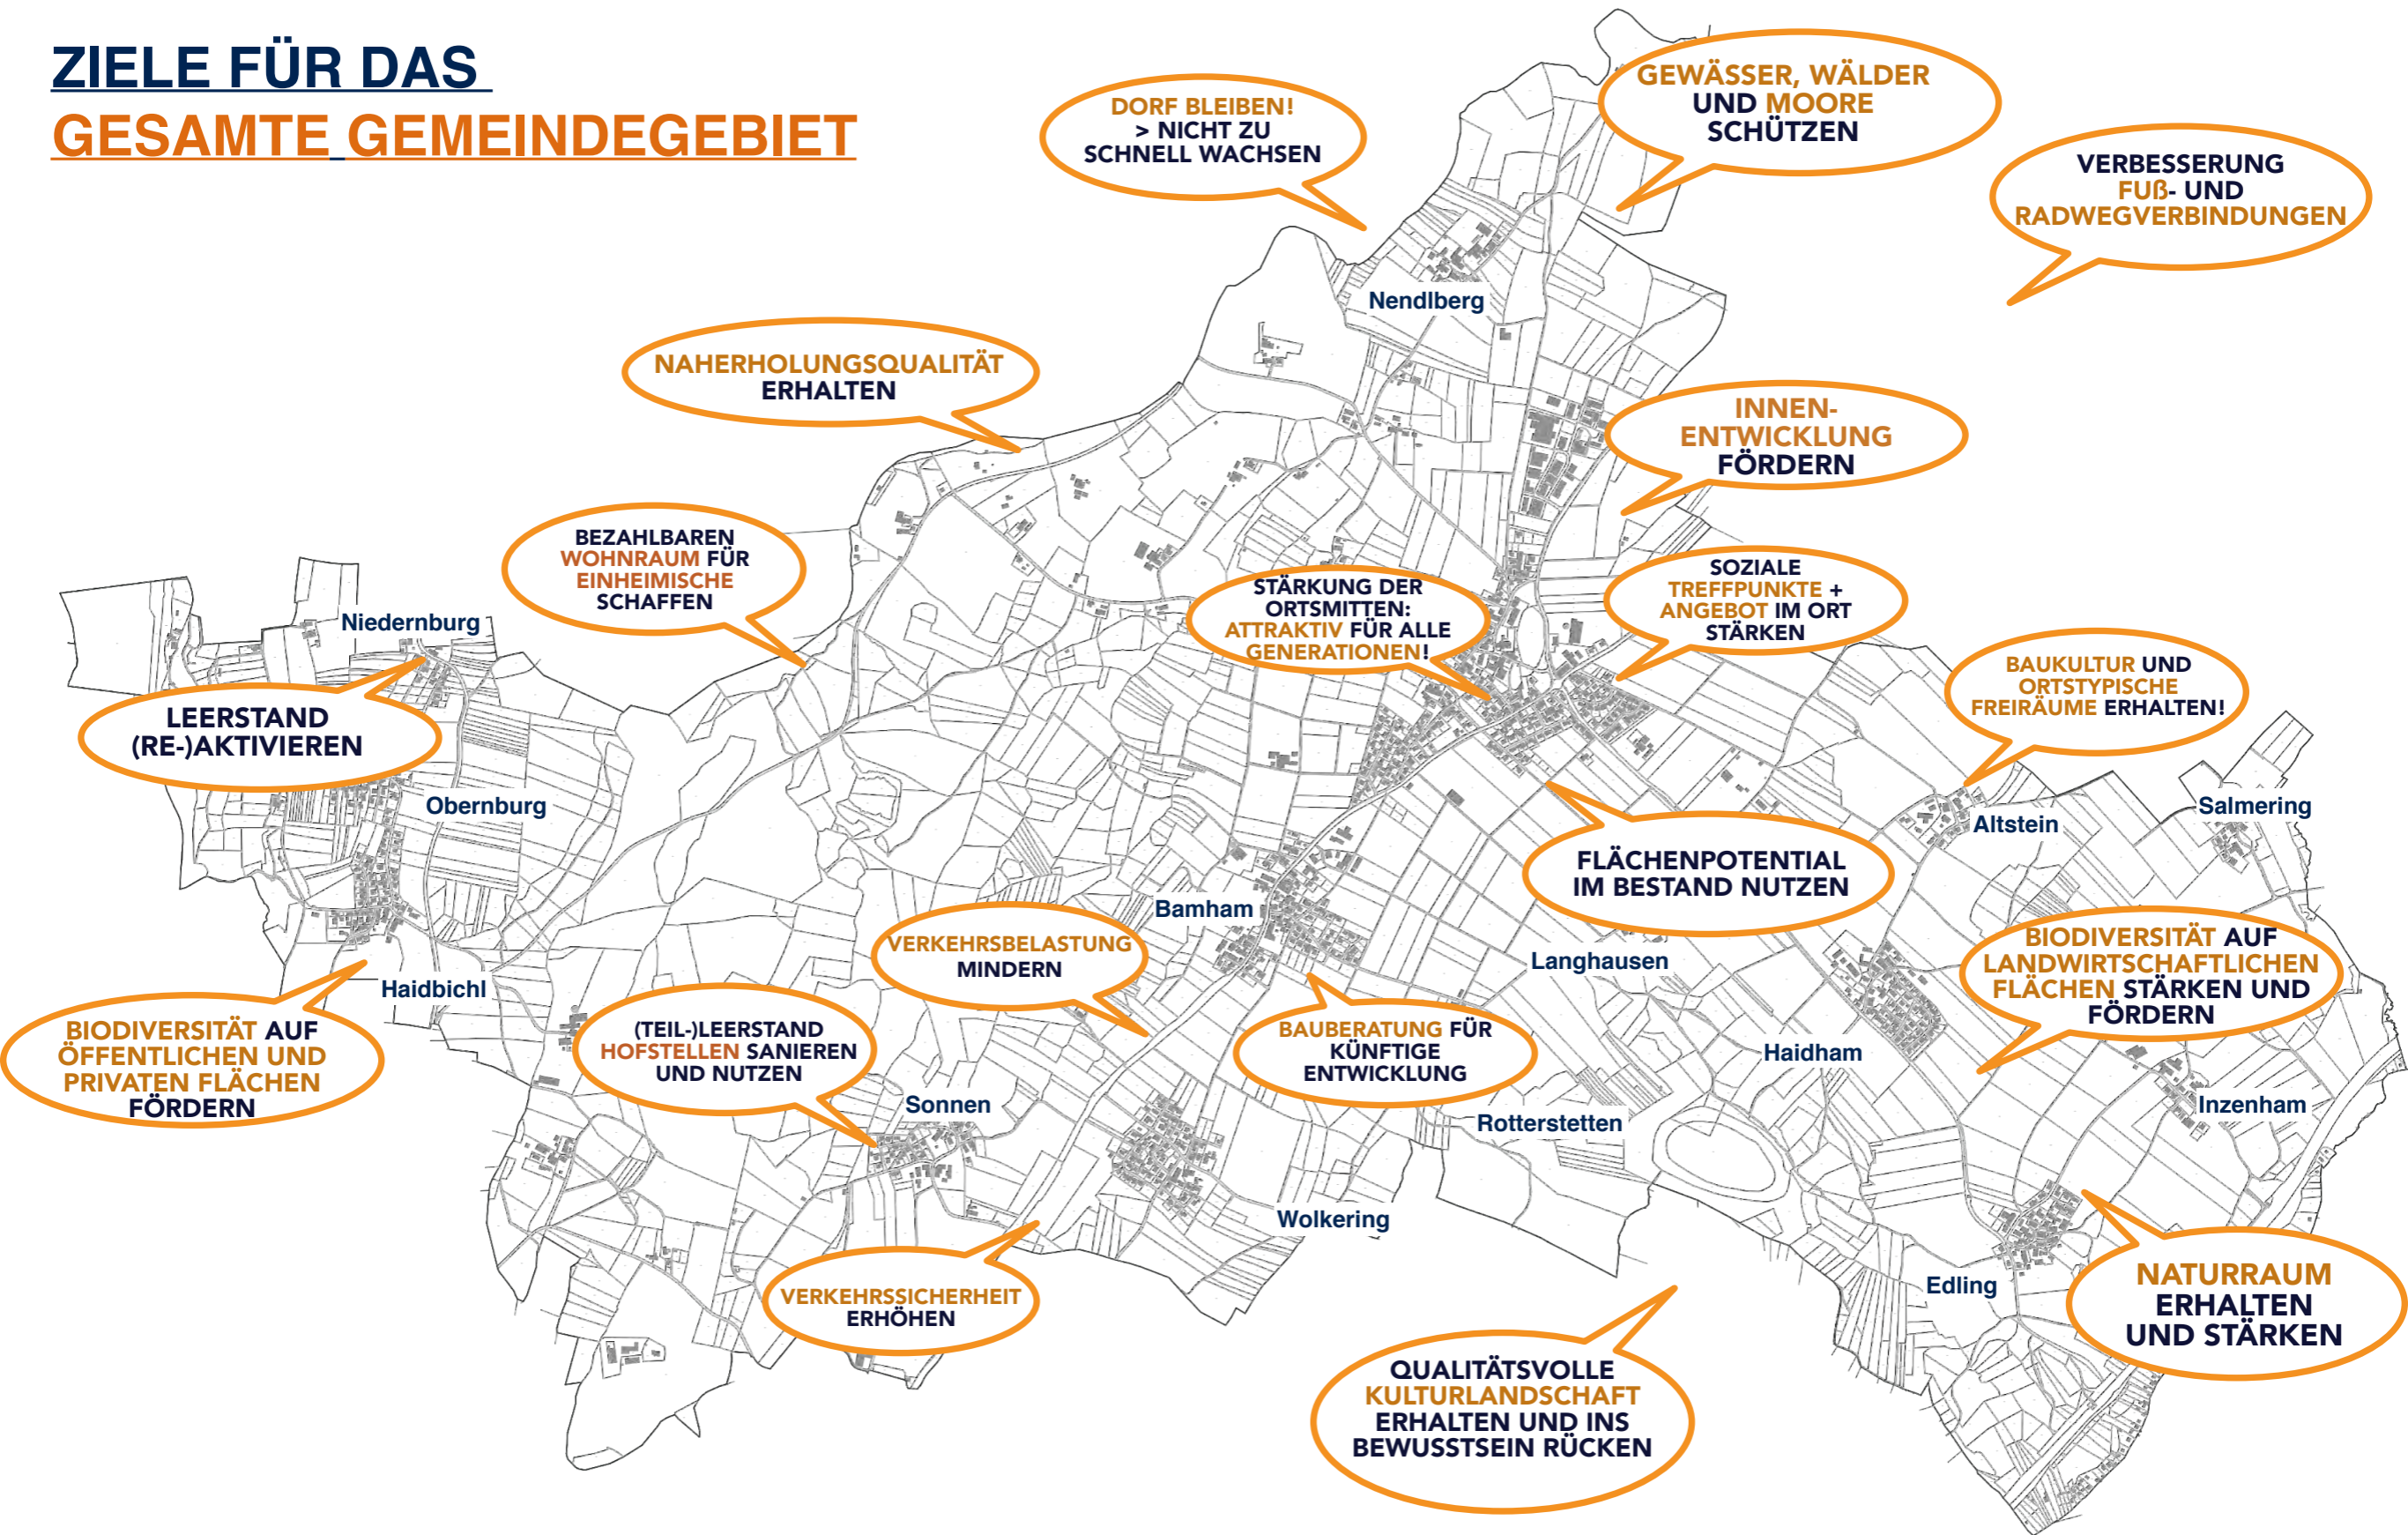 ZIELE FÜR DAS
GESAMTE GEMEINDEGEBIET
DORF BLEIBEN!
> NICHT ZU
SCHNELL WACHSEN
GEWÄSSER, WÄLDER
UND MOORE
SCHÜTZEN
VERBESSERUNG
FUß- UND
RADWEGVERBINDUNGEN
Nendlberg
NAHERHOLUNGSQUALITÄT
ERHALTEN
INNEN-
ENTWICKLUNG
FÖRDERN
BEZAHLBAREN
WOHNRAUM FÜR
EINHEIMISCHE
SCHAFFEN
STÄRKUNG DER
ORTSMITTEN:
ATTRAKTIV FÜR ALLE
GENERATIONEN!
SOZIALE
TREFFPUNKTE +
ANGEBOT IM ORT
STÄRKEN
Niedernburg
BAUKULTUR UND
ORTSTYPISCHE
FREIRÄUME ERHALTEN!
LEERSTAND
(RE-)AKTIVIEREN
Obernburg
Salmering
Altstein
FLÄCHENPOTENTIAL
IM BESTAND NUTZEN
Bamham
VERKEHRSBELASTUNG
MINDERN
Langhausen
BIODIVERSITÄT AUF
LANDWIRTSCHAFTLICHEN
FLÄCHEN STÄRKEN UND
FÖRDERN
Haidbichl
BIODIVERSITÄT AUF
ÖFFENTLICHEN UND
PRIVATEN FLÄCHEN
FÖRDERN
(TEIL-)LEERSTAND
HOFSTELLEN SANIEREN
UND NUTZEN
BAUBERATUNG FÜR
KÜNFTIGE
ENTWICKLUNG
Haidham
Sonnen
Inzenham
Rotterstetten
Wolkering
VERKEHRSSICHERHEIT
ERHÖHEN
Edling
NATURRAUM
ERHALTEN
UND STÄRKEN
QUALITÄTSVOLLE
KULTURLANDSCHAFT
ERHALTEN UND INS
BEWUSSTSEIN RÜCKEN